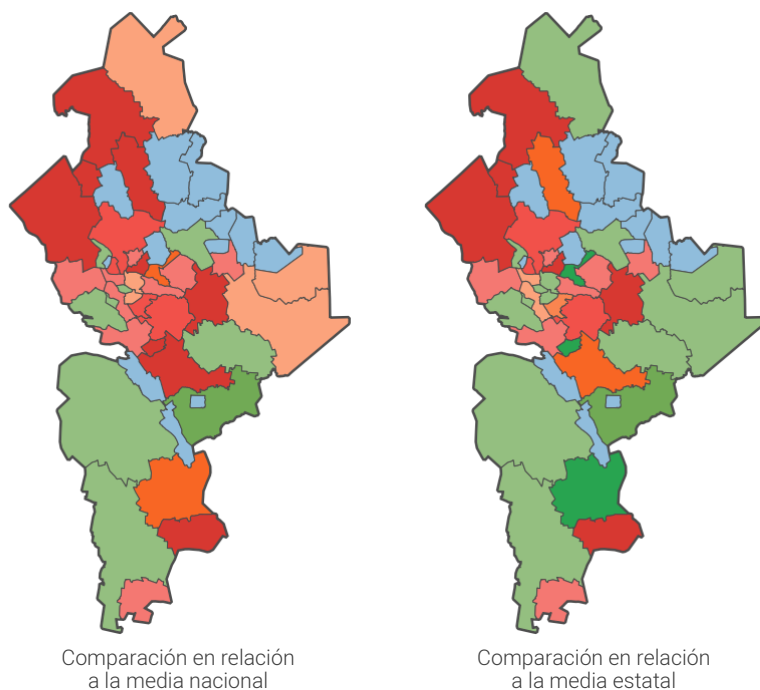 Comparación en relación
a la media nacional
Comparación en relación
a la media estatal